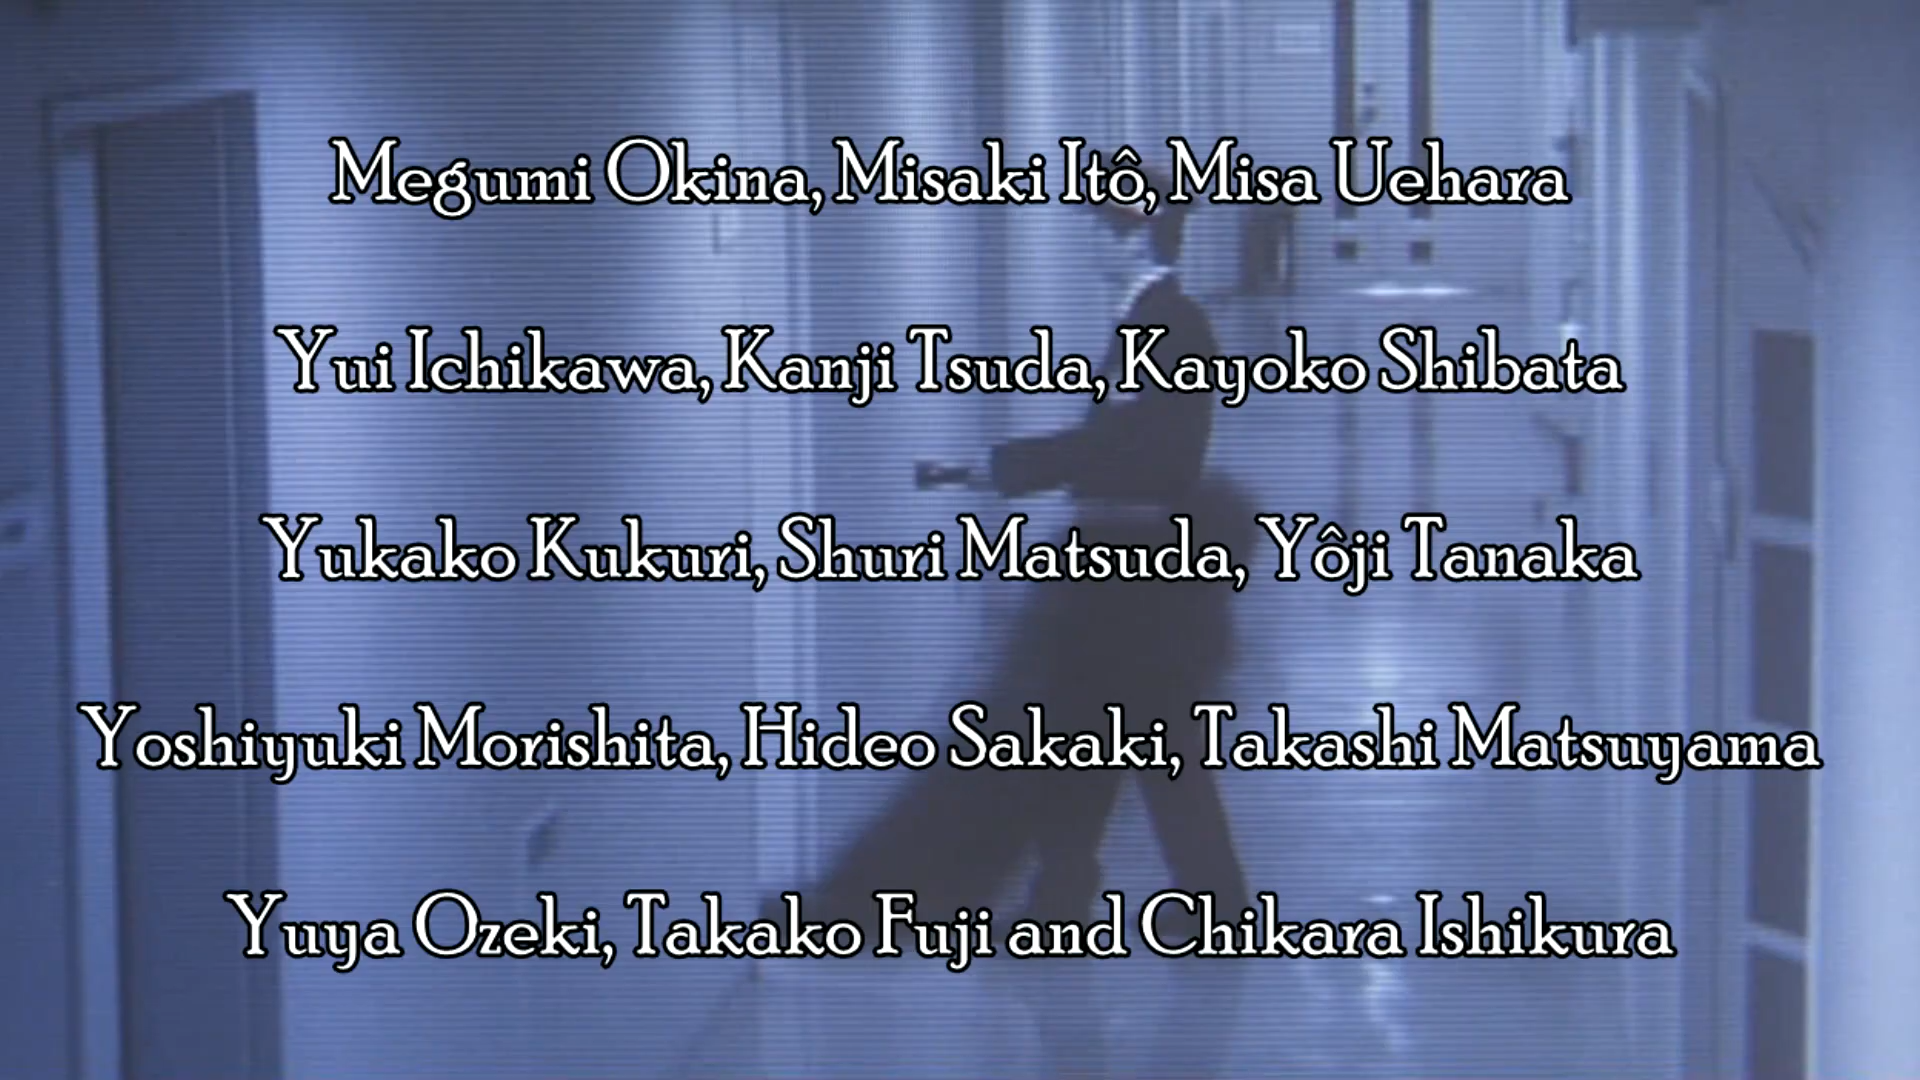 Megumi Okina, Misaki Itô, Misa Uehara
Yui Ichikawa, Kanji Tsuda, Kayoko Shibata
Yukako Kukuri, Shuri Matsuda, Yôji Tanaka
Yoshiyuki Morishita, Hideo Sakaki, Takashi Matsuyama
Yuya Ozeki, Takako Fuji and Chikara Ishikura